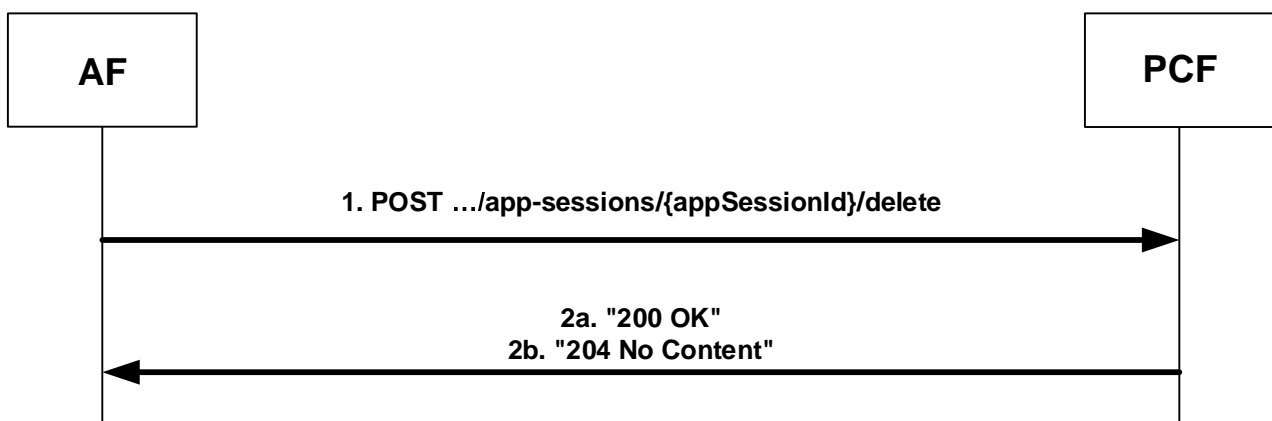 AF
PCF
1. POST …/app-sessions/{appSessionId}/delete
2a. "200 OK"
2b. "204 No Content"